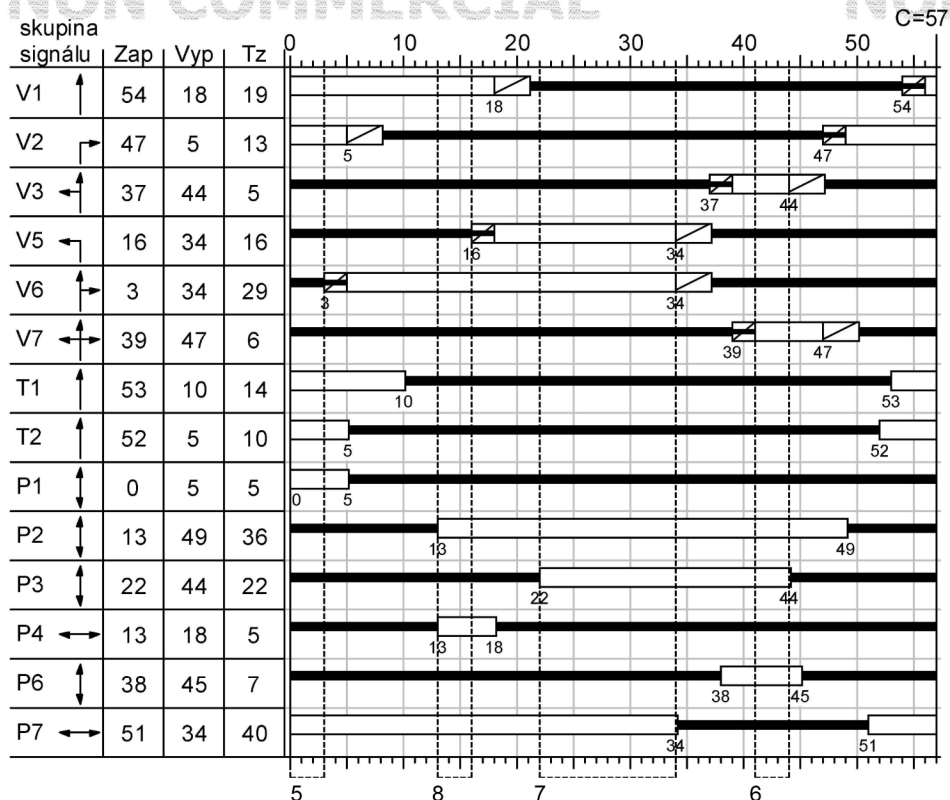 NON COMMERCIAL NON
C=57
skupina
signálu Zap Vyp Tz
0 10 20 30 40 50
V1 54 18 19
18 54
V2 47 5 13
5 47
V3 37 44 5
37 44
V5 16 34 16
16 34
V6 3 34 29
3 34
V7 39 47 6
39 47
T1 53 10 14
10 53
T2 52 5 10
5 52
P1 0 5 5
0 5
P2 13 49 36
13 49
P3 22 44 22
22 44
P4 13 18 5
13 18
P6 38 45 7
38 45
P7 51 34 40
34 51
5 8 7 6